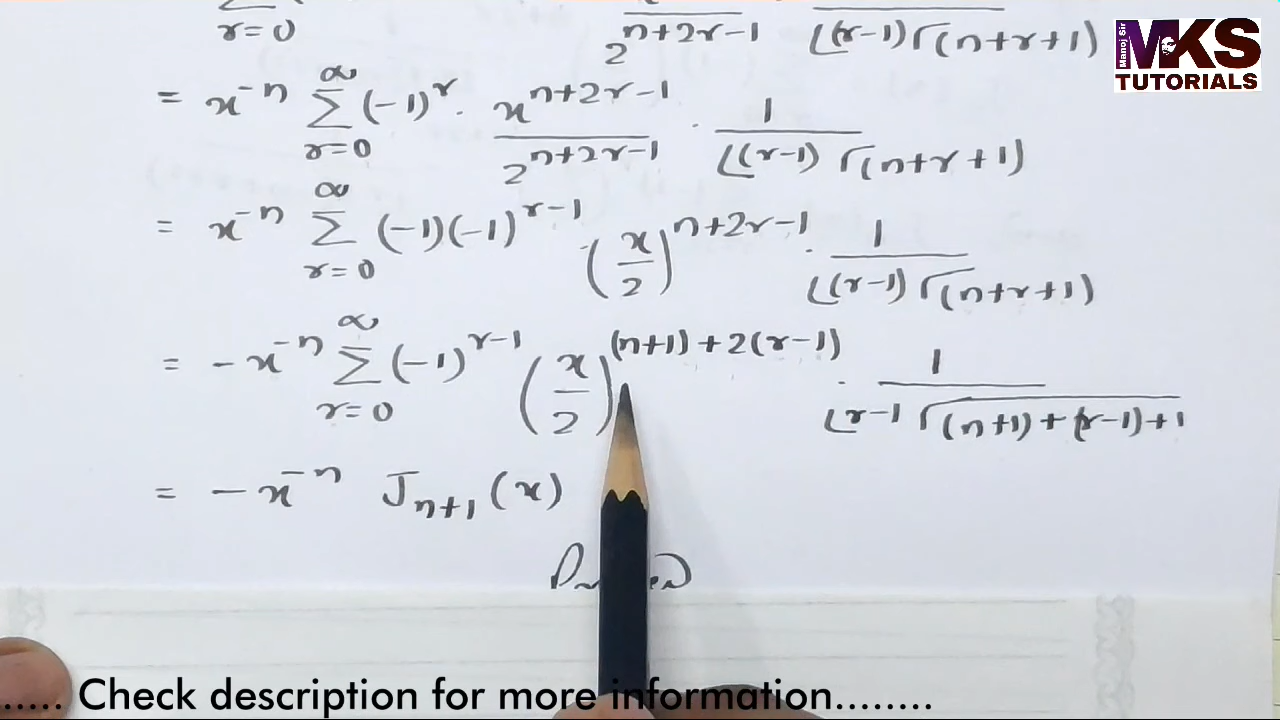 Σ r=0 2^(n+2r-1) ⌊(r-1) Γ(n+r+1)
= x^-n Σ_{r=0}^{∞} (-1)^r . x^(n+2r-1) / 2^(n+2r-1) . 1 / ⌊(r-1) Γ(n+r+1)
= x^-n Σ_{r=0}^{∞} (-1)(-1)^(r-1) . (x/2)^(n+2r-1) . 1 / ⌊(r-1) Γ(n+r+1)
= -x^-n Σ_{r=0}^{∞} (-1)^(r-1) (x/2)^((n+1)+2(r-1)) . 1 / ⌊r-1 Γ(n+1)+(r-1)+1
= -x^-n J_{n+1}(x)
Manoj Sir
MKS
TUTORIALS
..... Check description for more information........